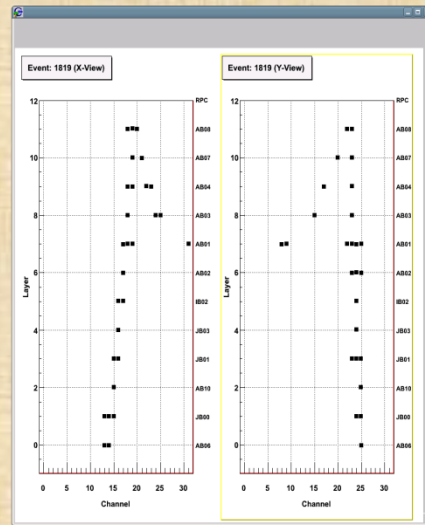 Event: 1819 (X-View)
RPC
12
AB08
10
AB07
AB04
8
AB03
AB01
6
AB02
IB02
4
JB03
JB01
2
AB10
JB00
0
AB06
Layer
0 5 10 15 20 25 30
Channel
Event: 1819 (Y-View)
RPC
12
AB08
10
AB07
AB04
8
AB03
AB01
6
AB02
IB02
4
JB03
JB01
2
AB10
JB00
0
AB06
Layer
0 5 10 15 20 25 30
Channel